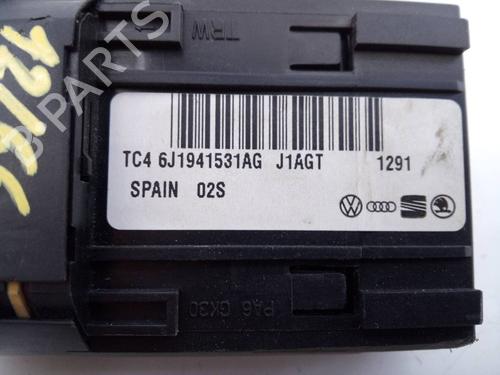 TRW
B PARTS
TC4 6J1941531AG J1AGT 1291
SPAIN 02S
PA6 GK30